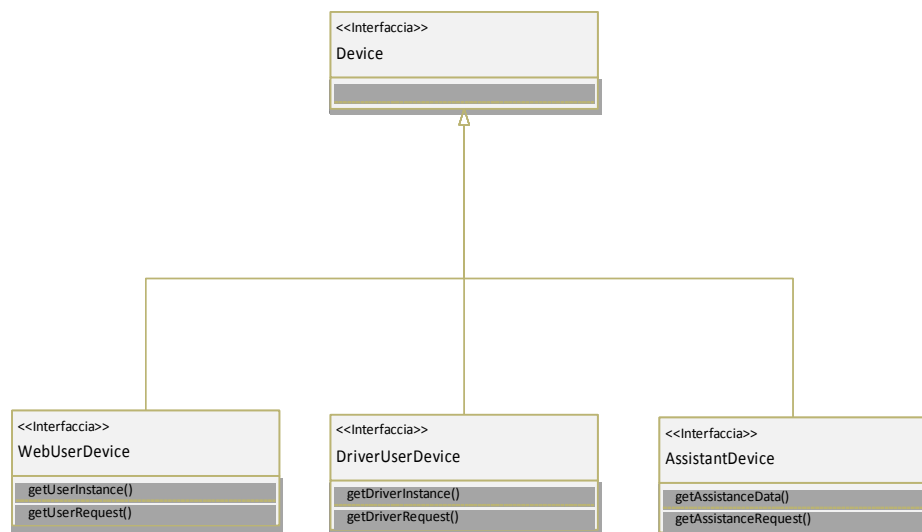 <<Interfaccia>>
Device
<<Interfaccia>>
WebUserDevice
getUserInstance()
getUserRequest()
<<Interfaccia>>
DriverUserDevice
getDriverInstance()
getDriverRequest()
<<Interfaccia>>
AssistantDevice
getAssistanceData()
getAssistanceRequest()